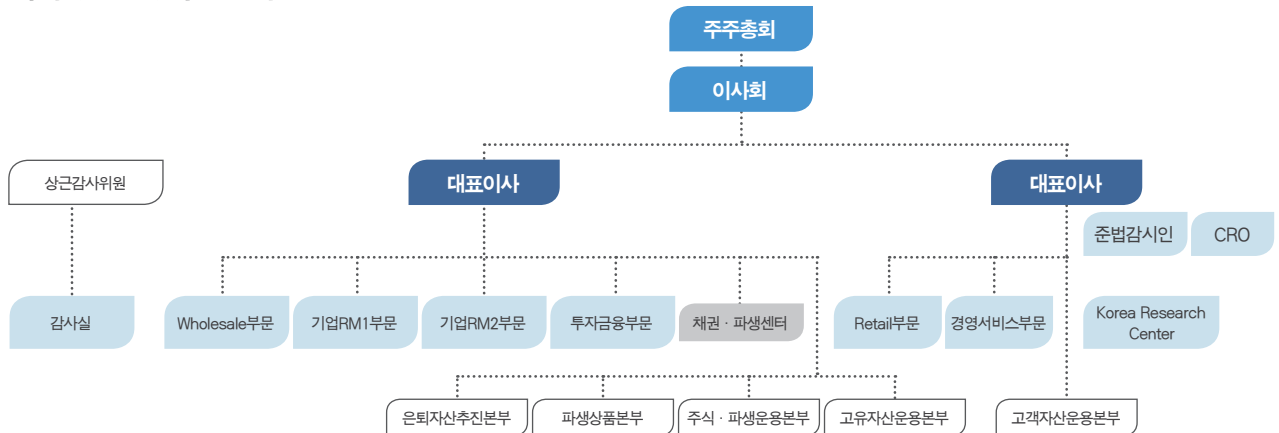 주주총회
이사회
상근감사위원
대표이사
대표이사
준법감시인
CRO
감사실
Wholesale부문
기업RM1부문
기업RM2부문
투자금융부문
채권 · 파생센터
Retail부문
경영서비스부문
Korea Research
Center
은퇴자산추진본부
파생상품본부
주식 · 파생운용본부
고유자산운용본부
고객자산운용본부